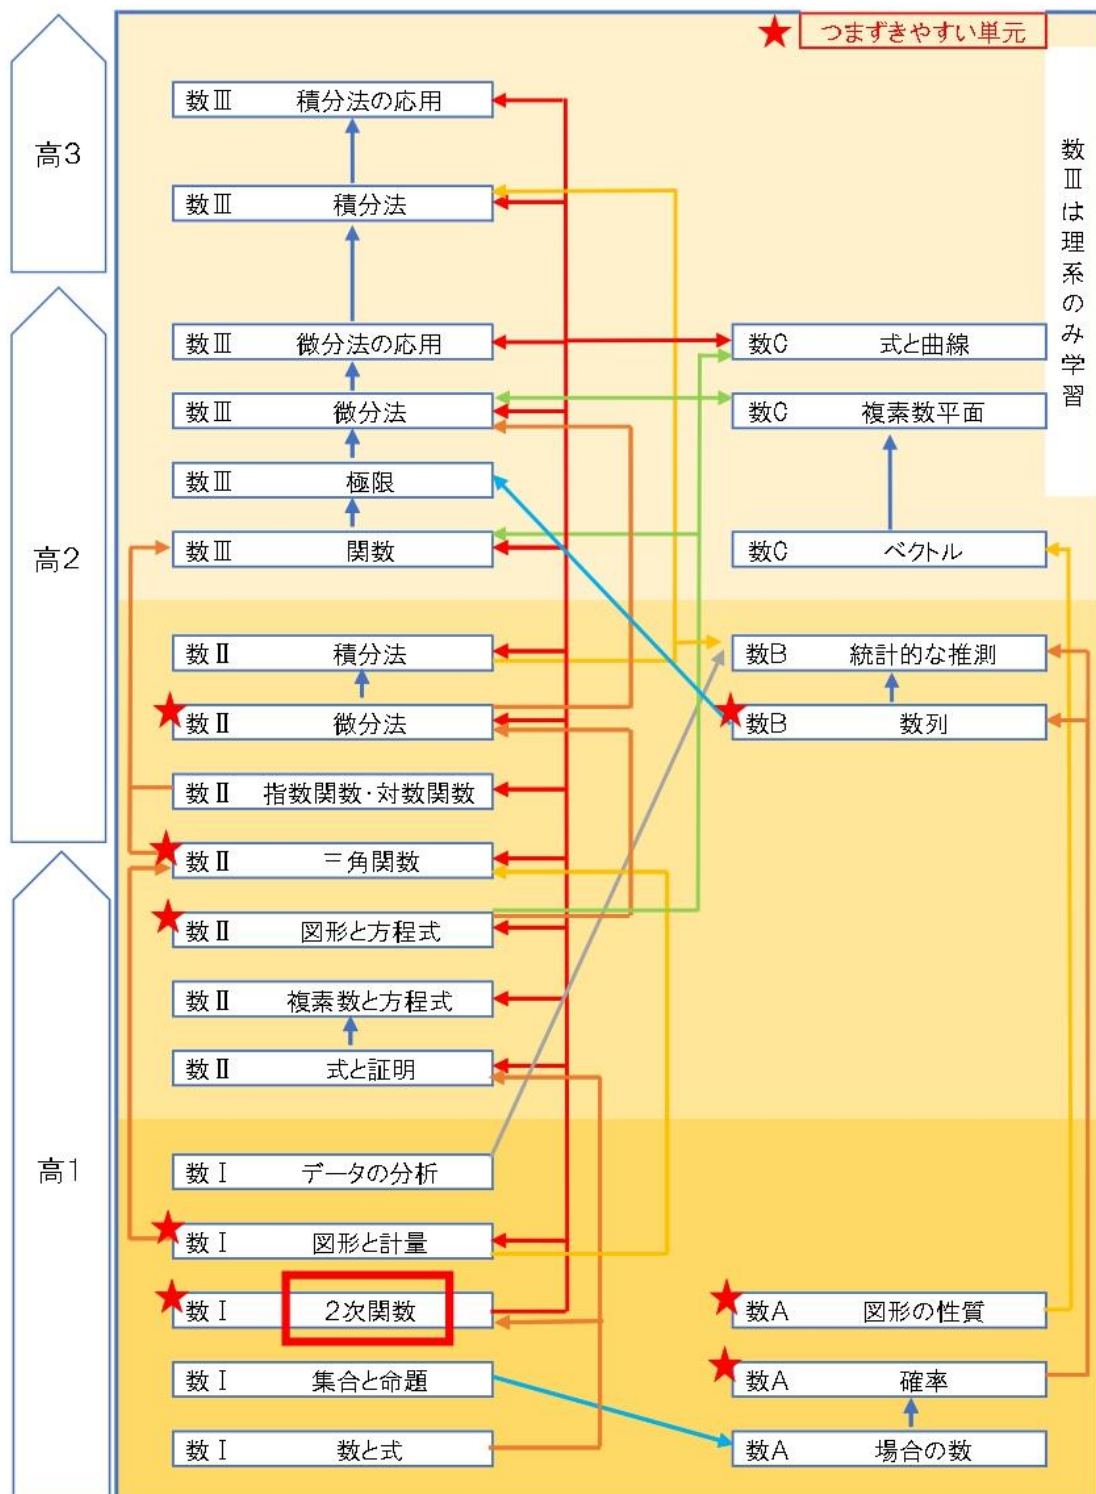 つまずきやすい単元
高3
数Ⅲ 積分法の応用
数Ⅲ 積分法
数Ⅲは理系のみ学習
高2
数Ⅲ 微分法の応用
数C 式と曲線
数Ⅲ 微分法
数C 複素数平面
数Ⅲ 極限
数Ⅲ 関数
数C ベクトル
数Ⅱ 積分法
数B 統計的な推測
数Ⅱ 微分法
数B 数列
数Ⅱ 指数関数・対数関数
数Ⅱ 三角関数
高1
数Ⅱ 図形と方程式
数Ⅱ 複素数と方程式
数Ⅱ 式と証明
数Ⅰ データの分析
数Ⅰ 図形と計量
数Ⅰ 2次関数
数A 図形の性質
数Ⅰ 集合と命題
数A 確率
数Ⅰ 数と式
数A 場合の数